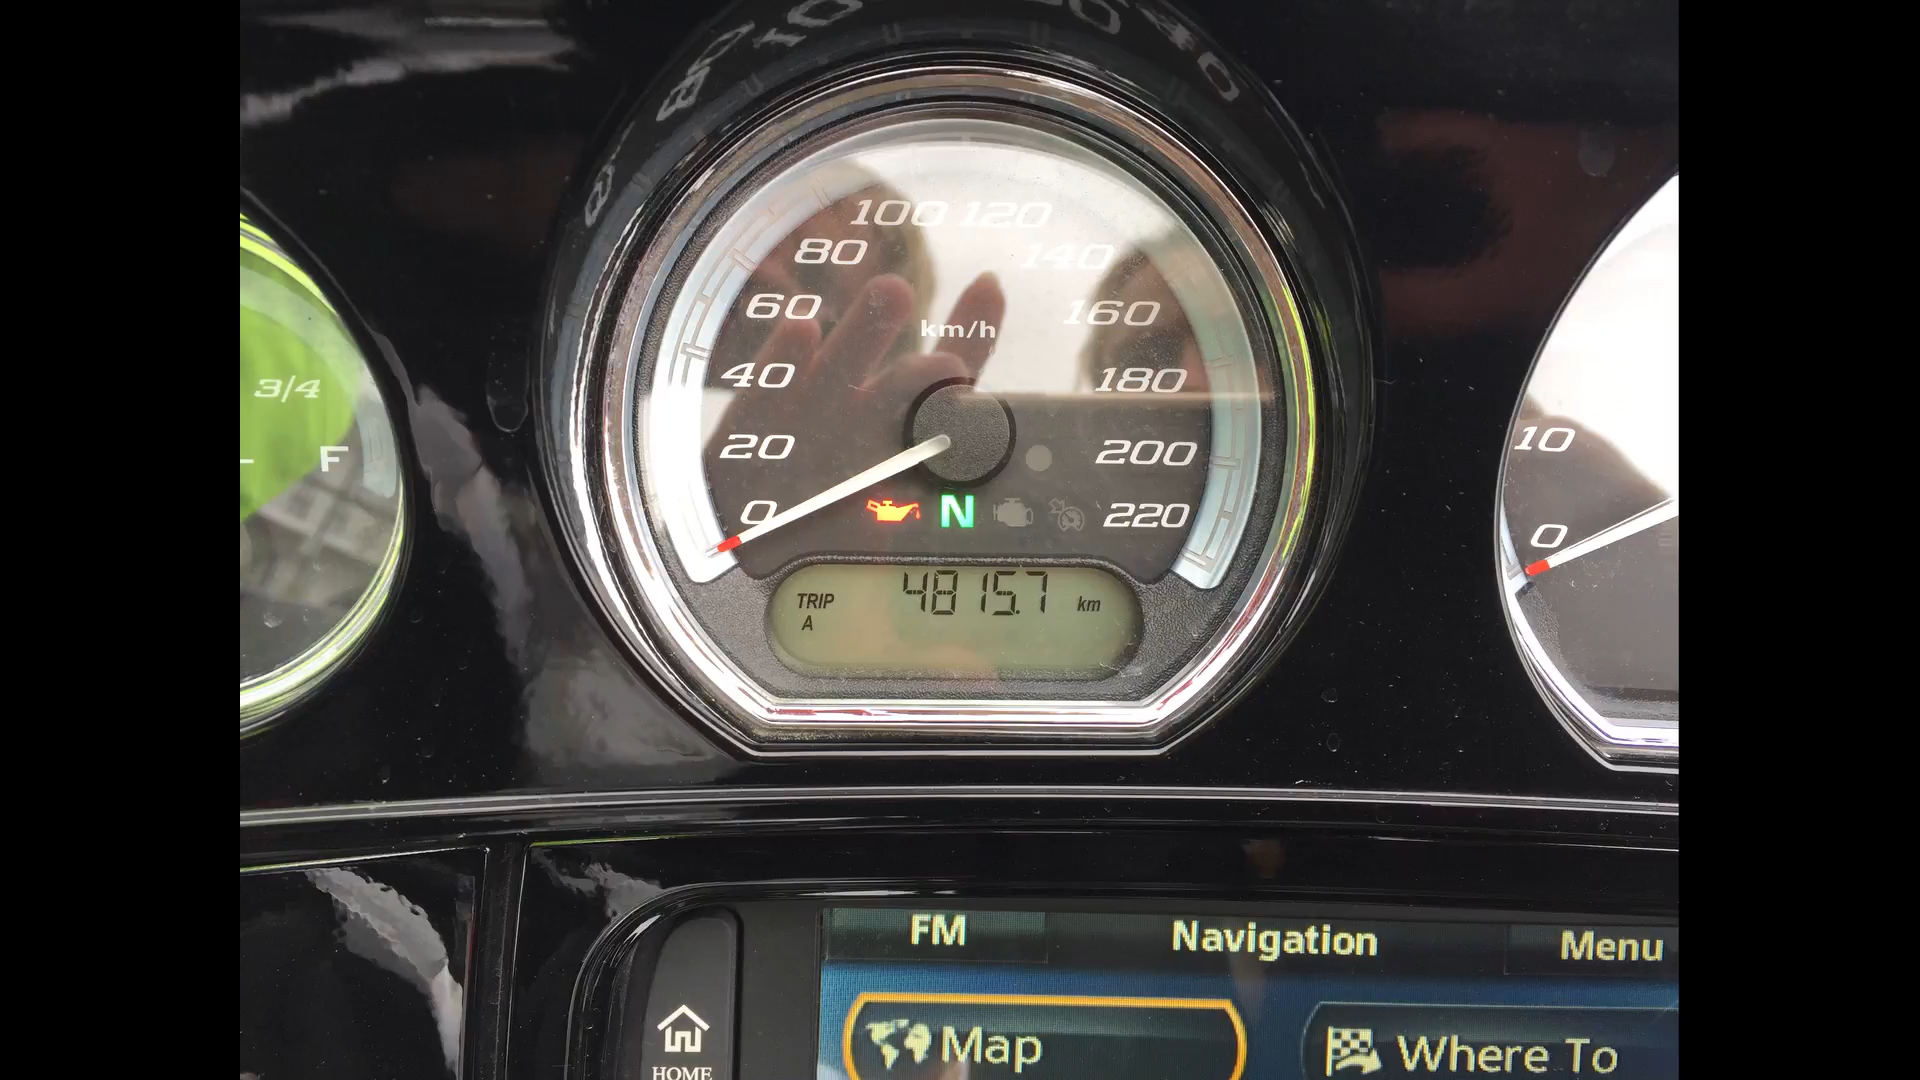 100 120
80 140
60 160
km/h
40 180
20 200
0 N 220
TRIP 4815.7 km
A
3/4
F
10
0
FM Navigation Menu
Map Where To
HOME